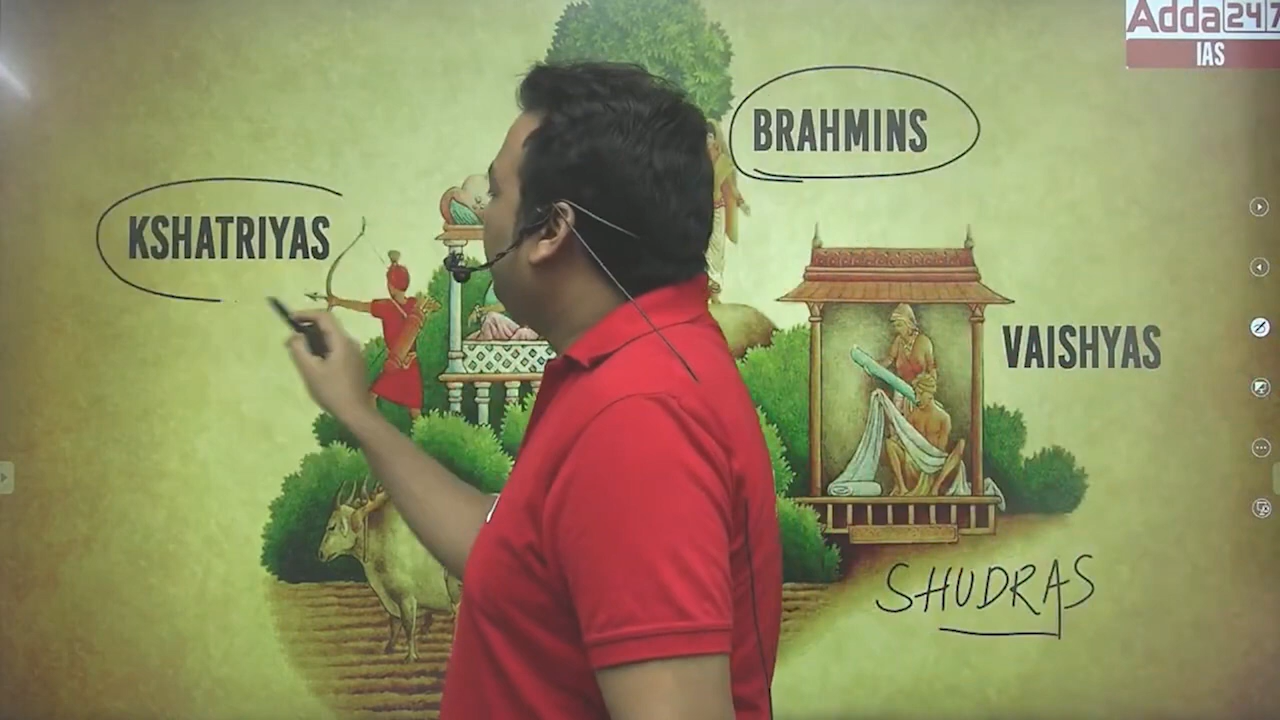 Adda247
IAS
BRAHMINS
KSHATRIYAS
VAISHYAS
SHUDRAS